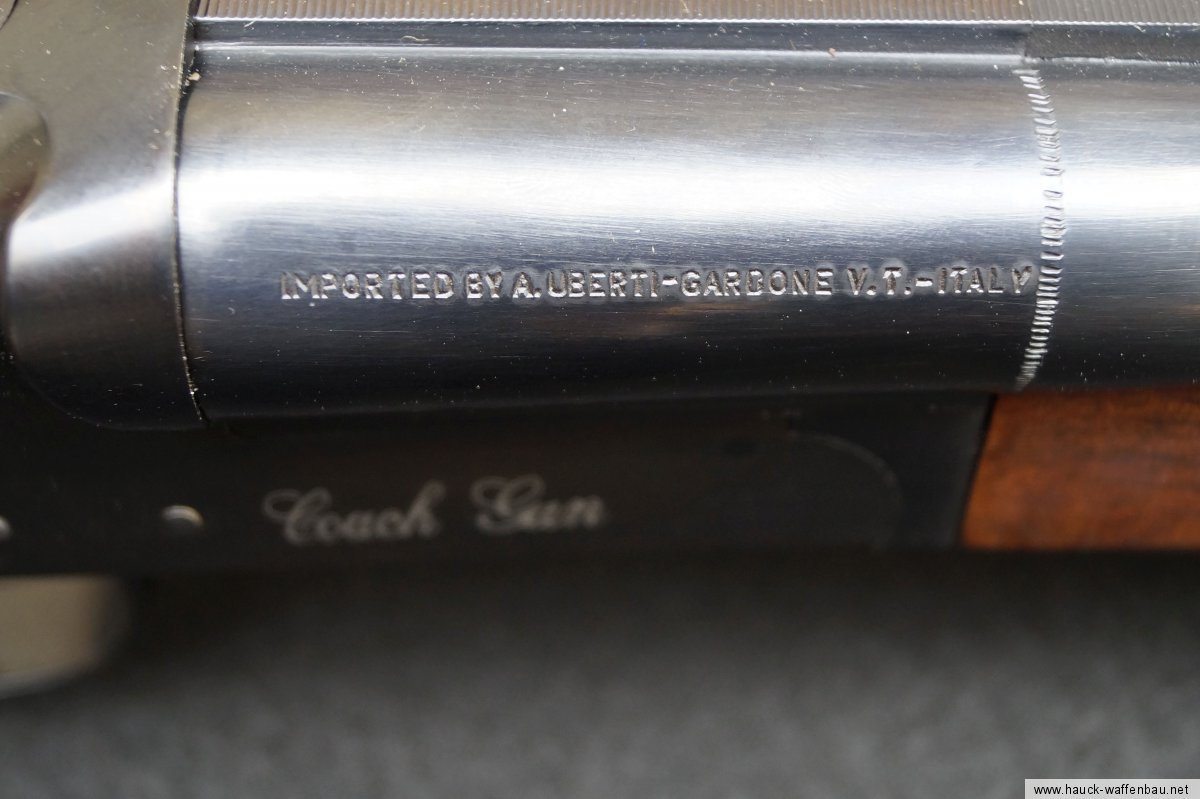 IMPORTED BY A. UBERTI-GARDONE V.T.-ITALY
Coach Gun
www.hauck-waffenbau.net